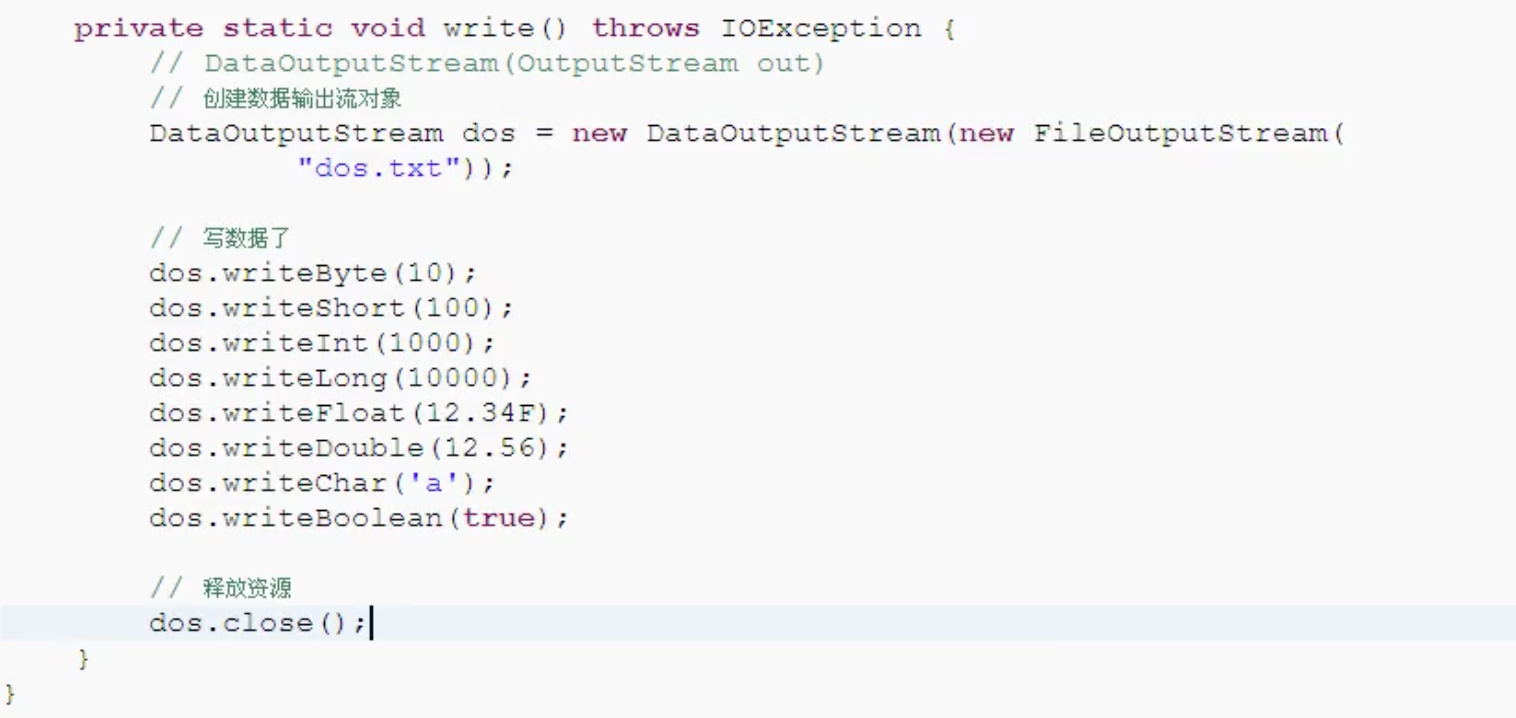 private static void write() throws IOException {
// DataOutputStream(OutputStream out)
// 创建数据输出流对象
DataOutputStream dos = new DataOutputStream(new FileOutputStream(
"dos.txt"));
// 写数据了
dos.writeByte(10);
dos.writeShort(100);
dos.writeInt(1000);
dos.writeLong(10000);
dos.writeFloat(12.34F);
dos.writeDouble(12.56);
dos.writeChar('a');
dos.writeBoolean(true);
// 释放资源
dos.close();
}
}